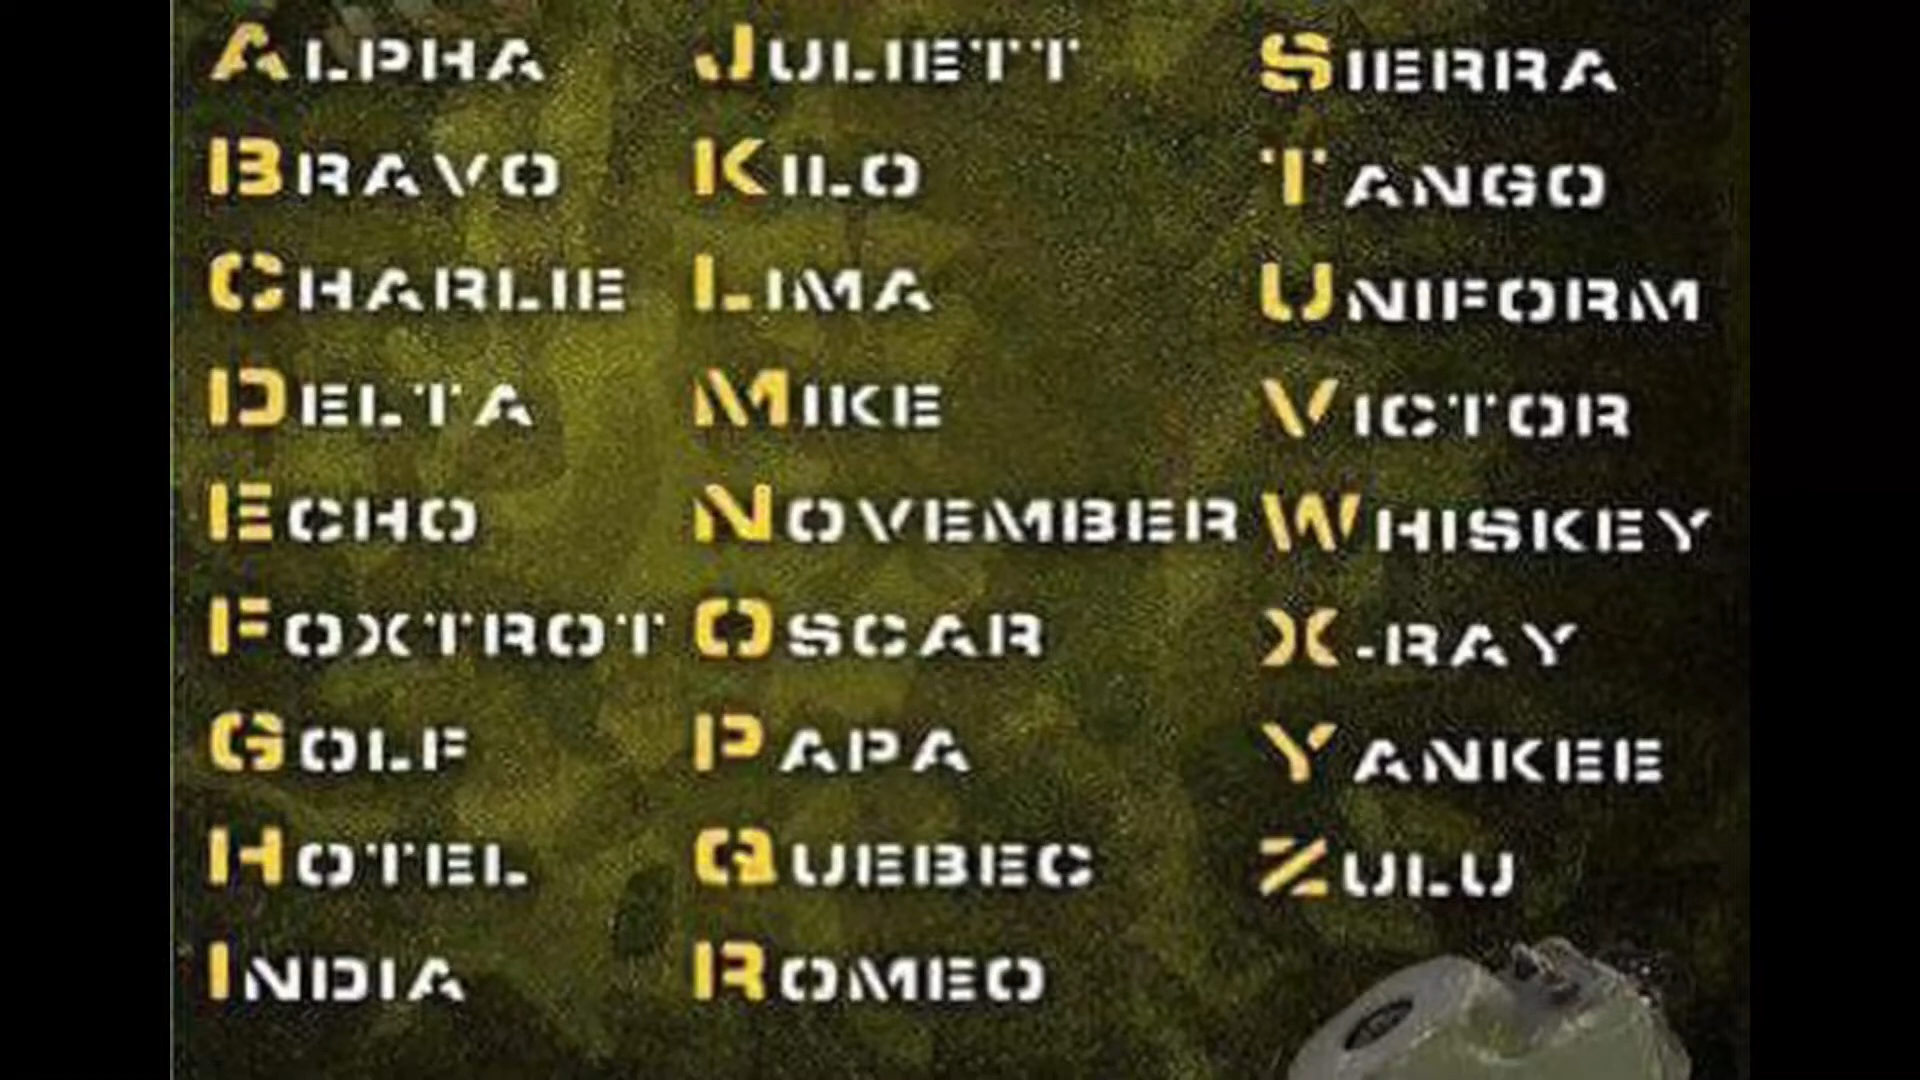 ALPHA
BRAVO
CHARLIE
DELTA
ECHO
FOXTROT
GOLF
HOTEL
INDIA
JULIETT
KILO
LIMA
MIKE
NOVEMBER
OSCAR
PAPA
QUEBEC
ROMEO
SIERRA
TANGO
UNIFORM
VICTOR
WHISKEY
X-RAY
YANKEE
ZULU